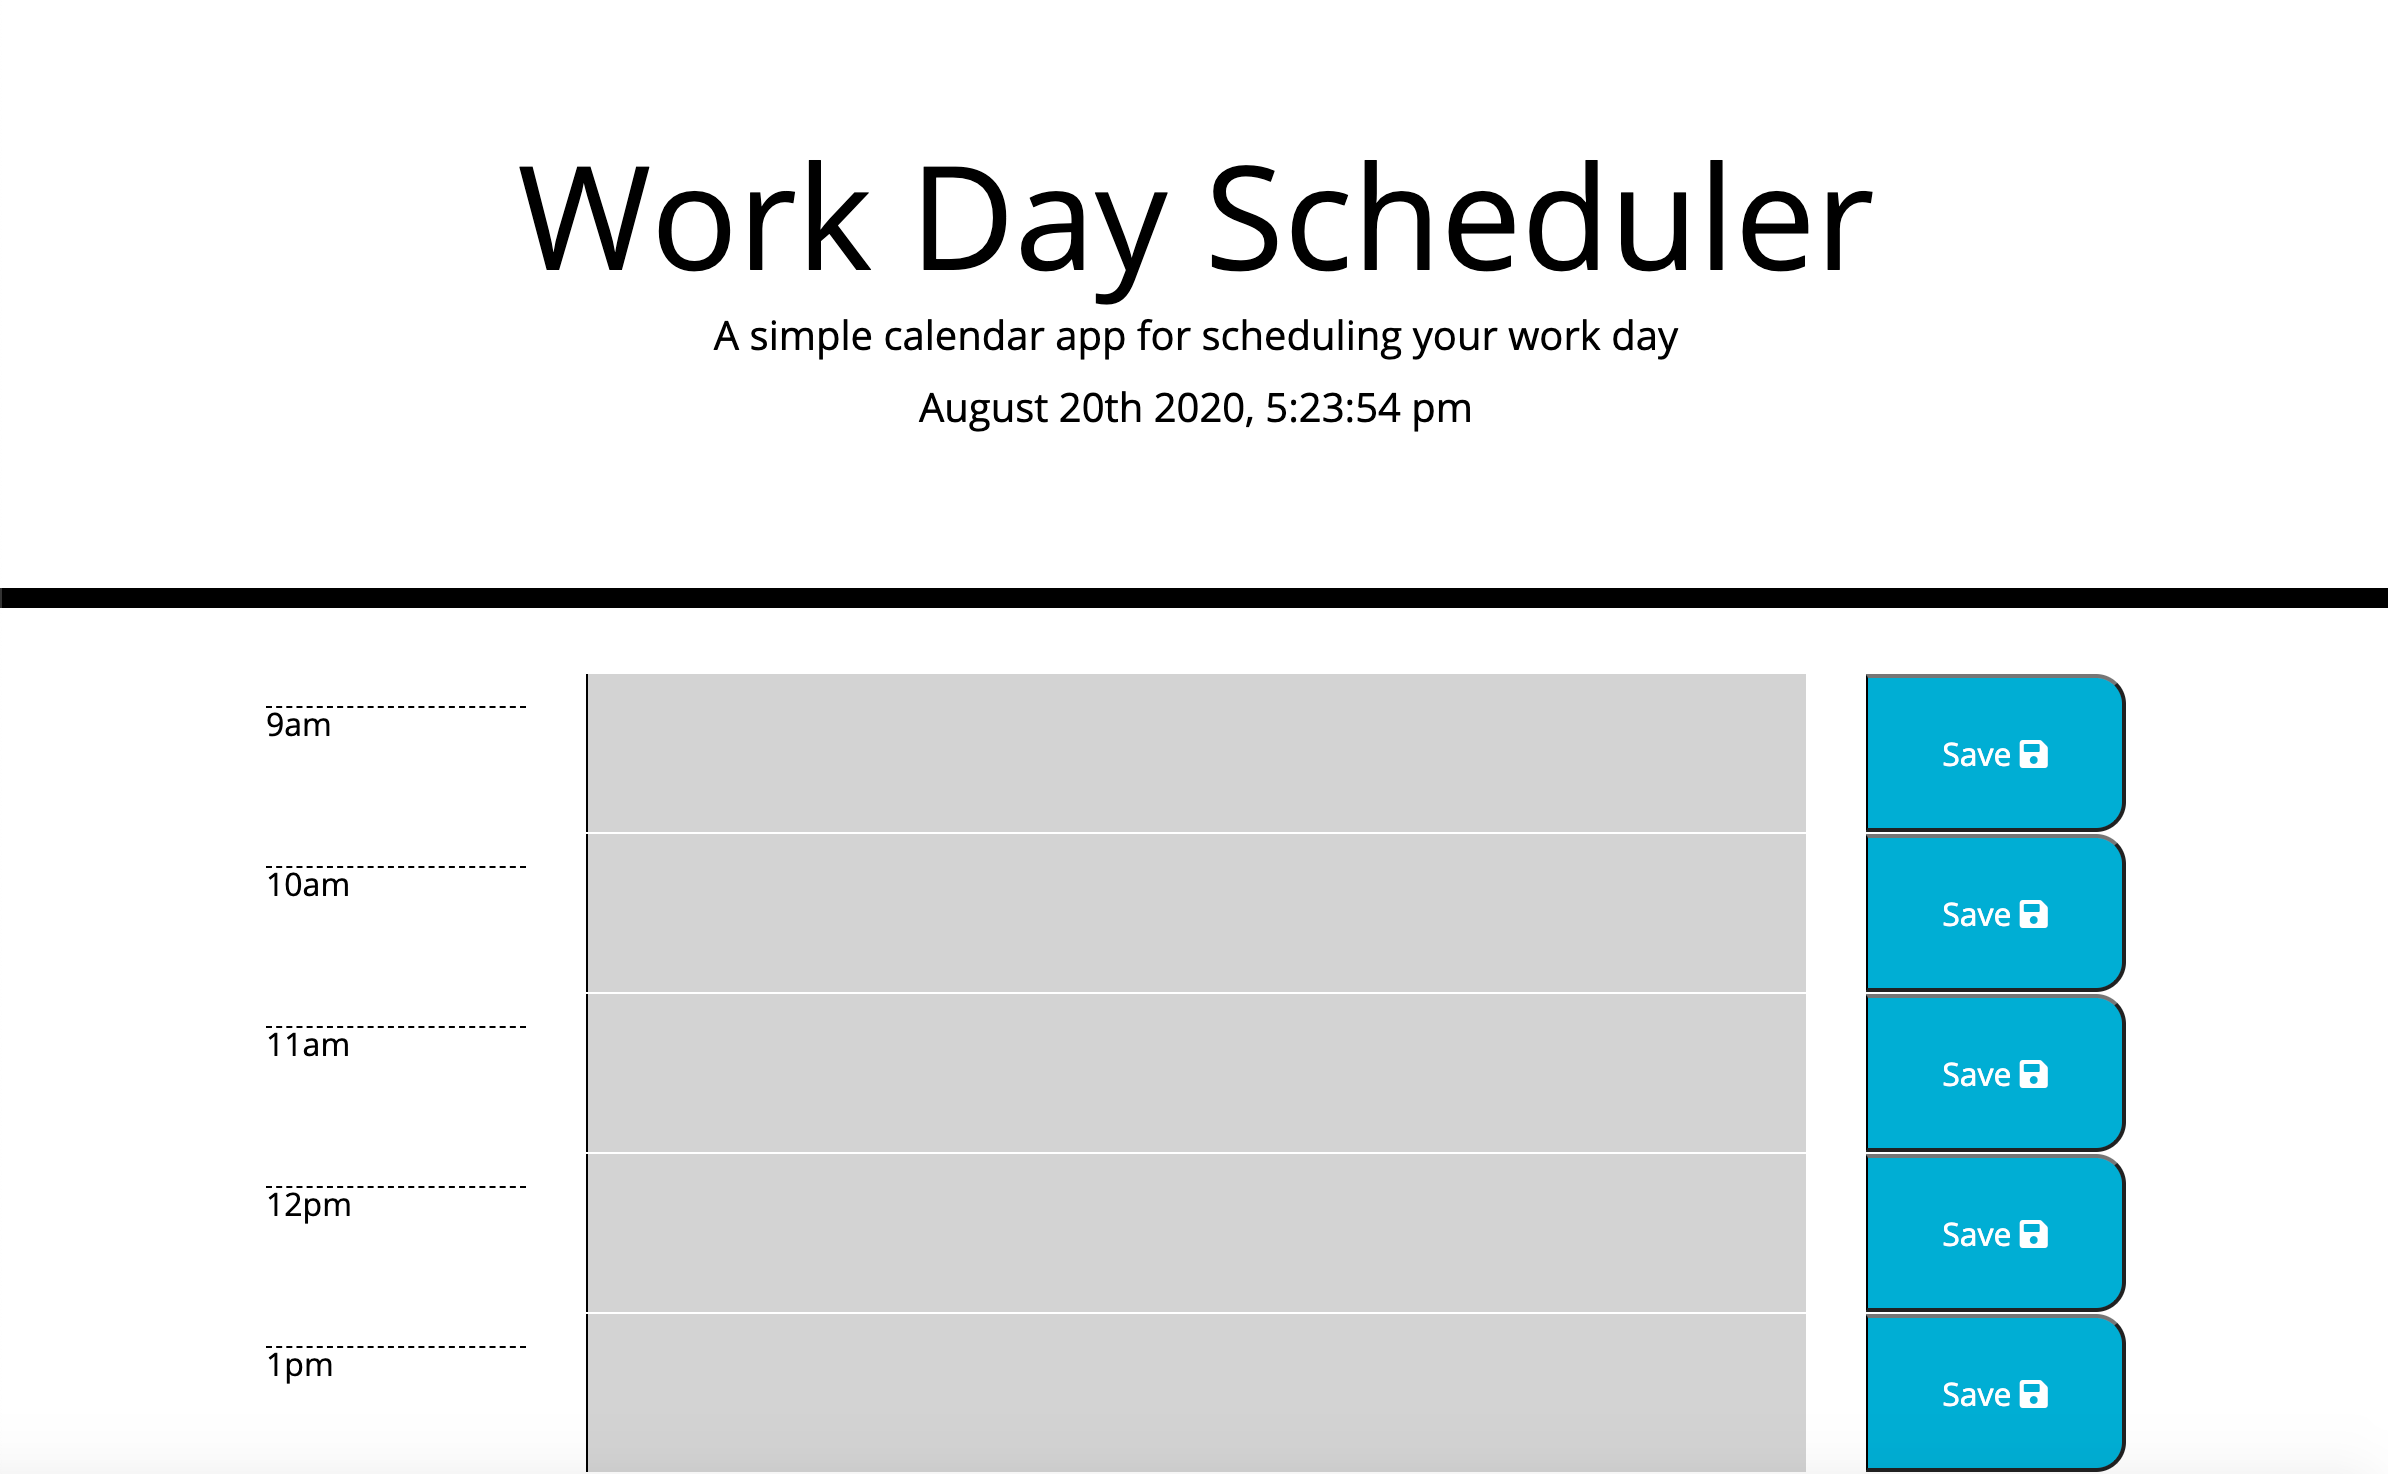 Work Day Scheduler
A simple calendar app for scheduling your work day
August 20th 2020, 5:23:54 pm
9am
Save
10am
Save
11am
Save
12pm
Save
1pm
Save